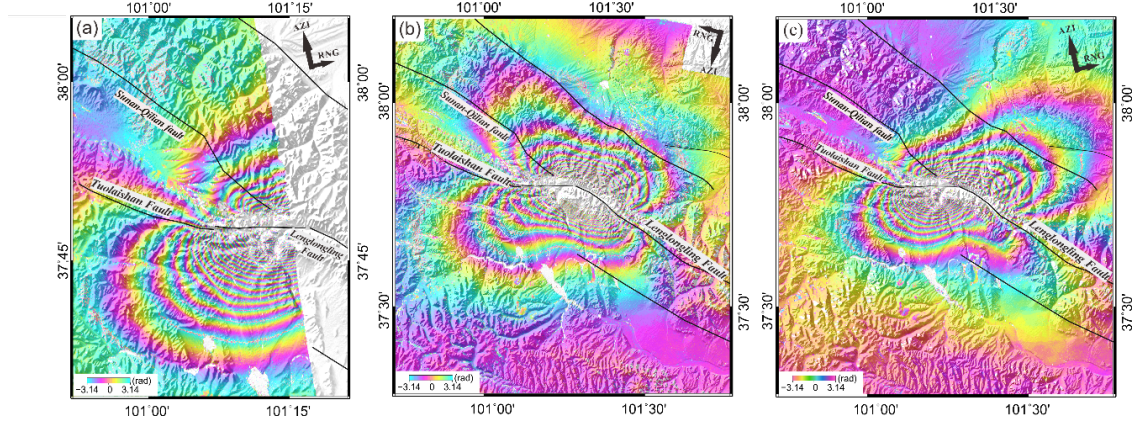 101°00'
101°15'
(a)
AZI
RNG
38°00'
37°45'
Sunan-Qilian fault
Tuolaishan Fault
Lenglongling
Fault
−3.14 0 3.14 (rad)
101°00'
101°15'
101°00'
101°30'
(b)
RNG
AZI
38°00'
38°00'
37°45'
37°45'
37°30'
37°30'
Sunan-Qilian fault
Tuolaishan Fault
Lenglongling Fault
−3.14 0 3.14 (rad)
101°00'
101°30'
101°00'
101°30'
(c)
AZI
RNG
38°00'
37°45'
37°30'
Sunan-Qilian fault
Tuolaishan Fault
Lenglongling Fault
−3.14 0 3.14 (rad)
101°00'
101°30'